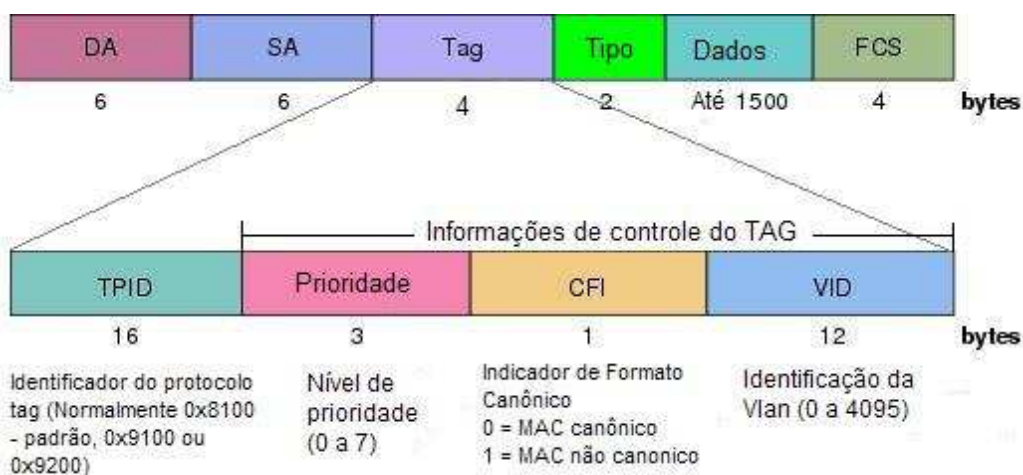 DA SA Tag Tipo Dados FCS
6 6 4 2 Até 1500 4 bytes
Informações de controle do TAG
TPID Prioridade CFI VID
16 3 1 12 bytes
Identificador do protocolo
tag (Normalmente 0x8100
- padrão, 0x9100 ou
0x9200)
Nível de
prioridade
(0 a 7)
Indicador de Formato
Canônico
0 = MAC canônico
1 = MAC não canonico
Identificação da
Vlan (0 a 4095)